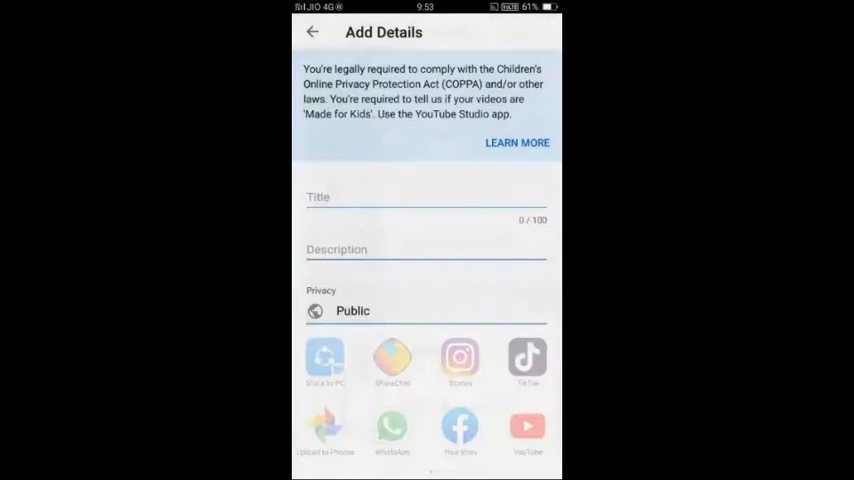 JIO 4G 9:53 VoLTE 61%
Add Details
You're legally required to comply with the Children's
Online Privacy Protection Act (COPPA) and/or other
laws. You're required to tell us if your videos are
'Made for Kids'. Use the YouTube Studio app.
LEARN MORE
Title
0 / 100
Description
Privacy
Public
Share to PC ShareChat Stories TikTok
Upload to Photos WhatsApp Your story YouTube